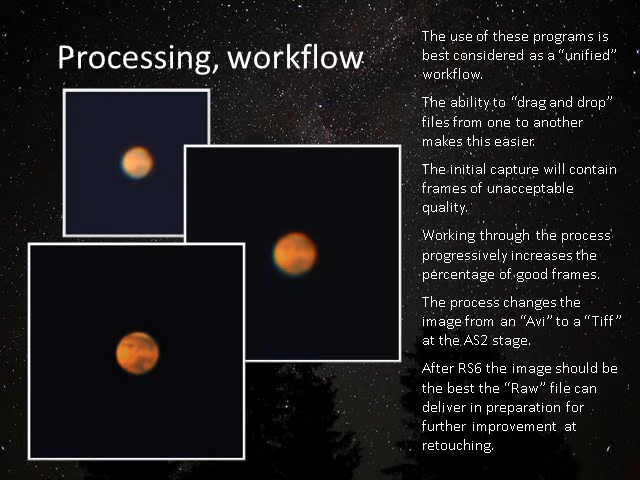 Processing, workflow
The use of these programs is
best considered as a “unified”
workflow.
The ability to “drag and drop”
files from one to another
makes this easier.
The initial capture will contain
frames of unacceptable
quality.
Working through the process
progressively increases the
percentage of good frames.
The process changes the
image from an “Avi” to a “Tiff”
at the AS2 stage.
After RS6 the image should be
the best the “Raw” file can
deliver in preparation for
further improvement at
retouching.